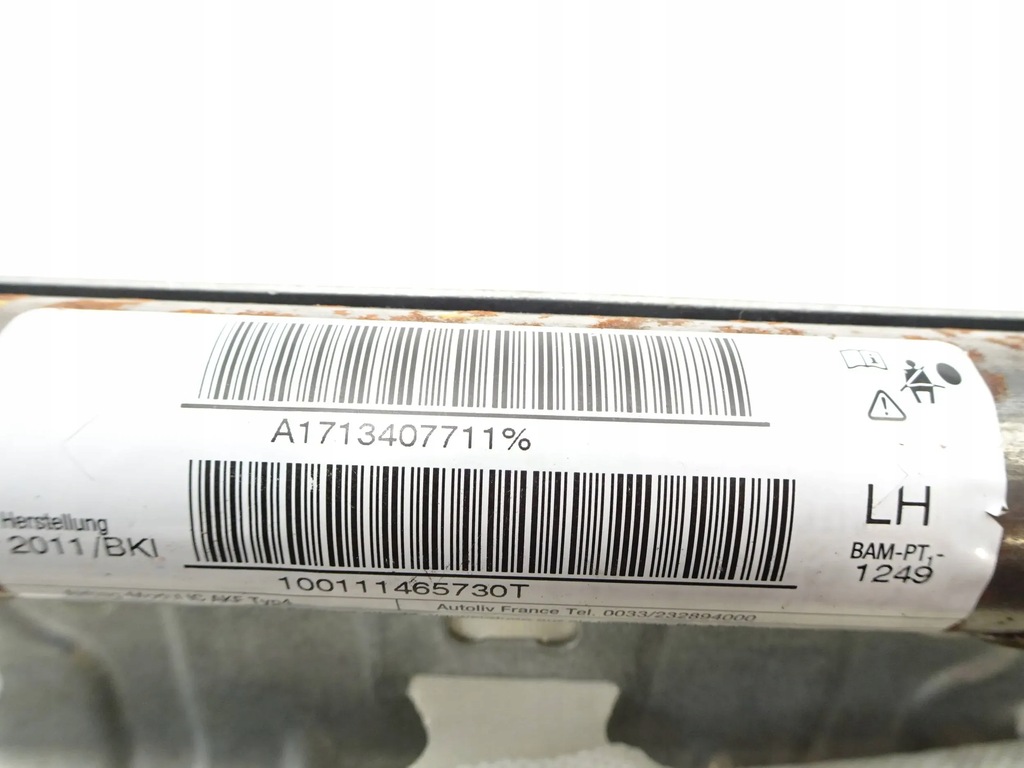 A1713407711%
LH
Herstellung
2011/BKI
BAM-PT,-
1249
100111465730T
Autoliv France Tel. 0033/232894000